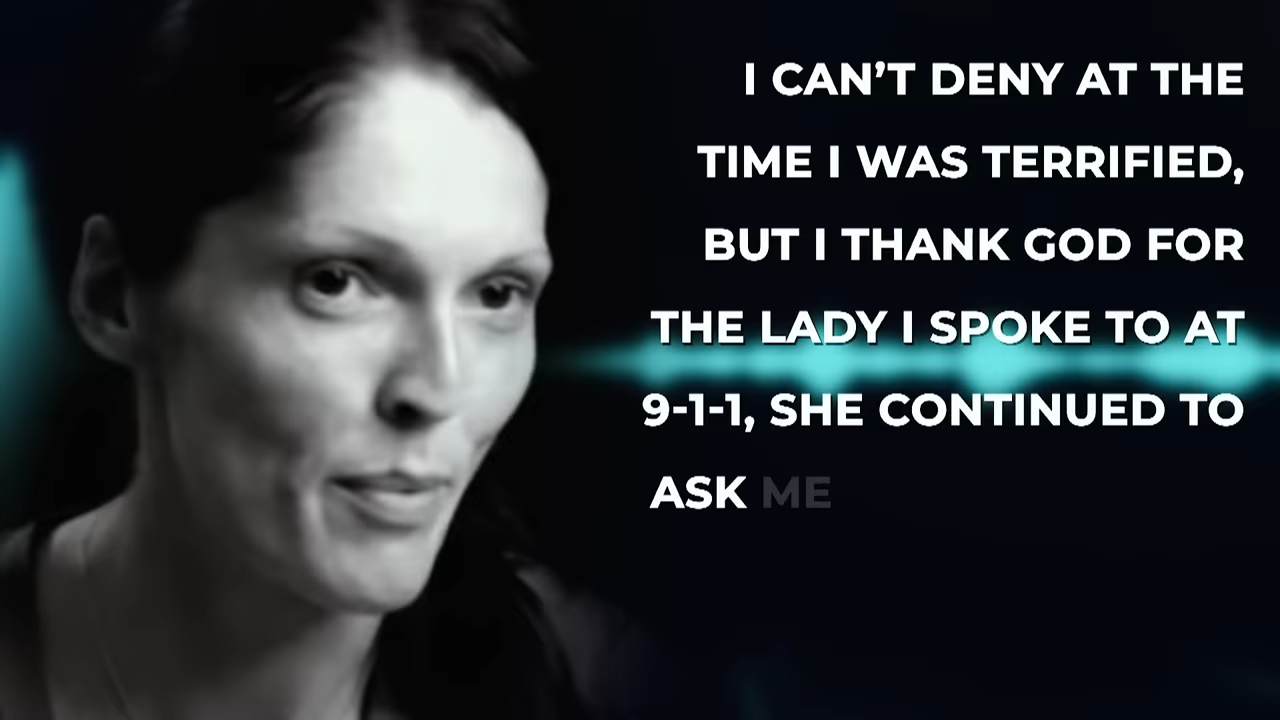 I CAN’T DENY AT THE
TIME I WAS TERRIFIED,
BUT I THANK GOD FOR
THE LADY I SPOKE TO AT
9-1-1, SHE CONTINUED TO
ASK ME